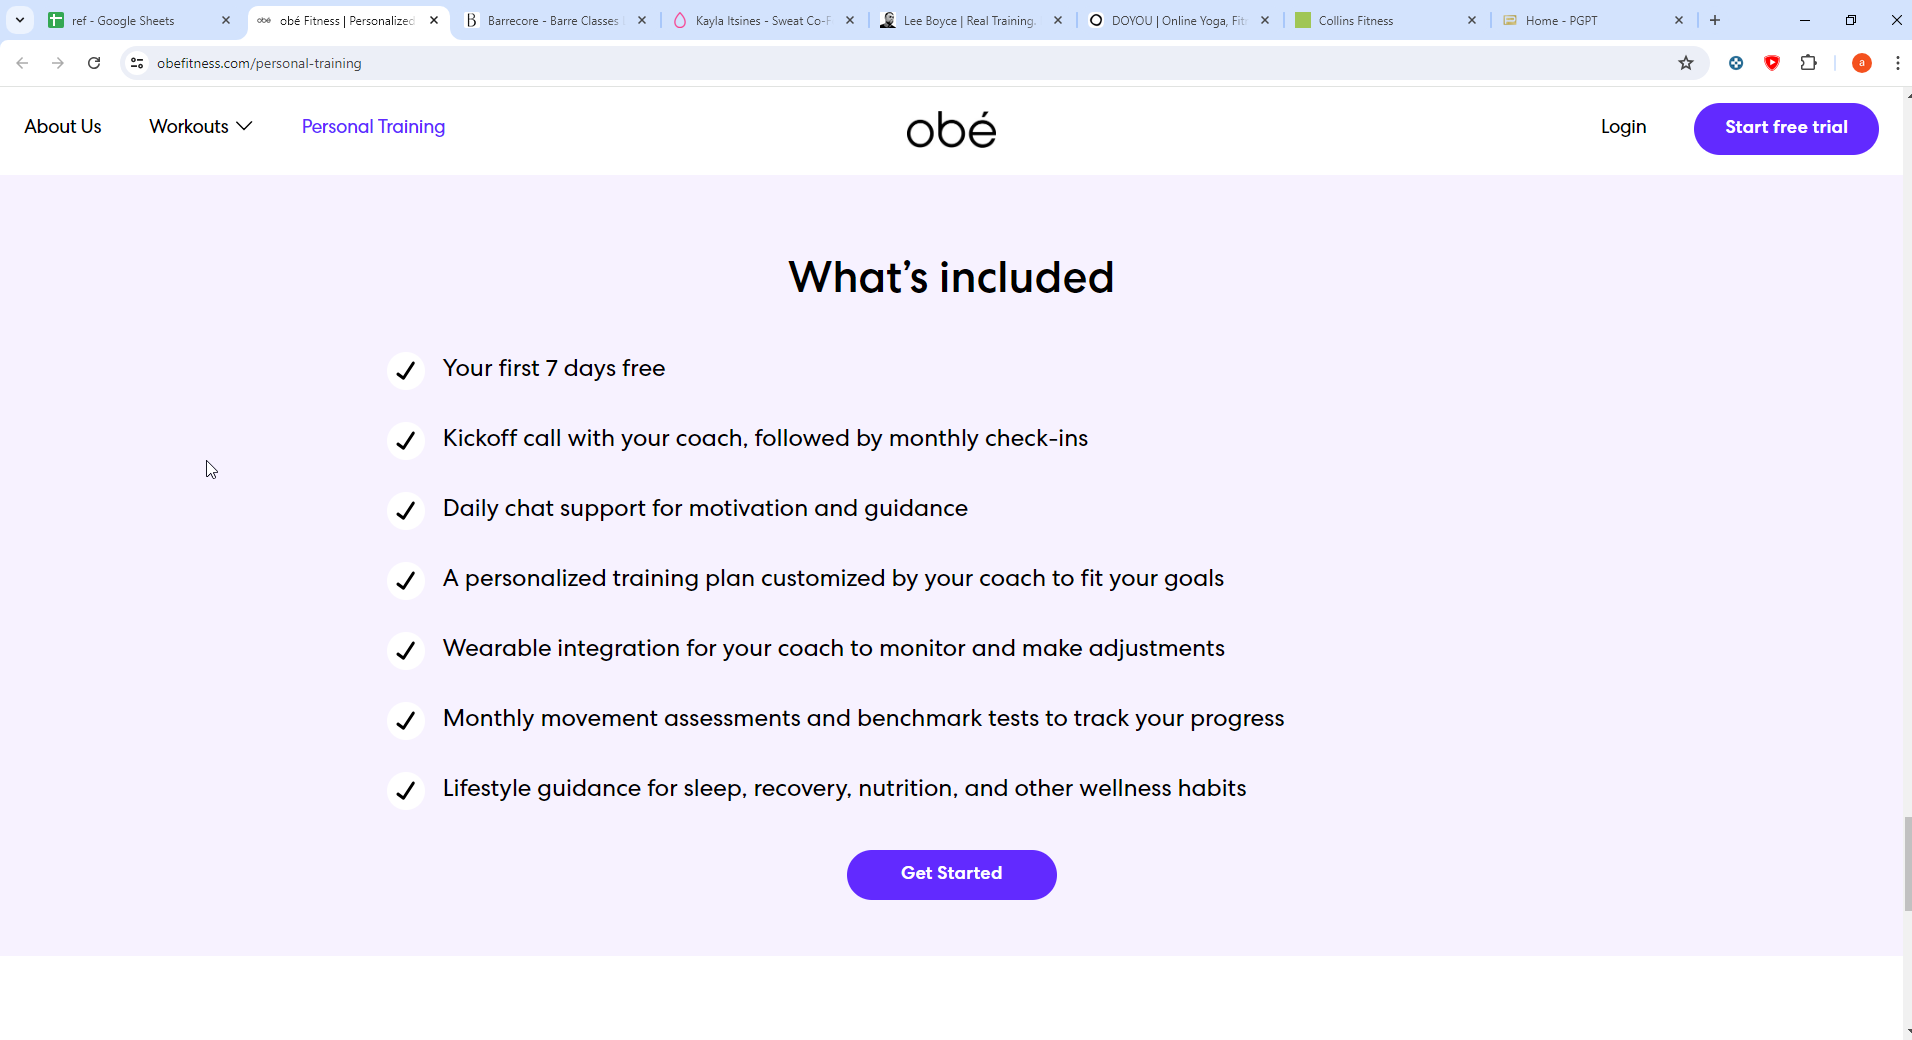 ref - Google Sheets
obé Fitness | Personalized
Barrecore - Barre Classes
Kayla Itsines - Sweat Co-F
Lee Boyce | Real Training.
DOYOU | Online Yoga, Fit
Collins Fitness
Home - PGPT
obefitness.com/personal-training
a
About Us
Workouts
Personal Training
obé
Login
Start free trial
What's included
Your first 7 days free
Kickoff call with your coach, followed by monthly check-ins
Daily chat support for motivation and guidance
A personalized training plan customized by your coach to fit your goals
Wearable integration for your coach to monitor and make adjustments
Monthly movement assessments and benchmark tests to track your progress
Lifestyle guidance for sleep, recovery, nutrition, and other wellness habits
Get Started